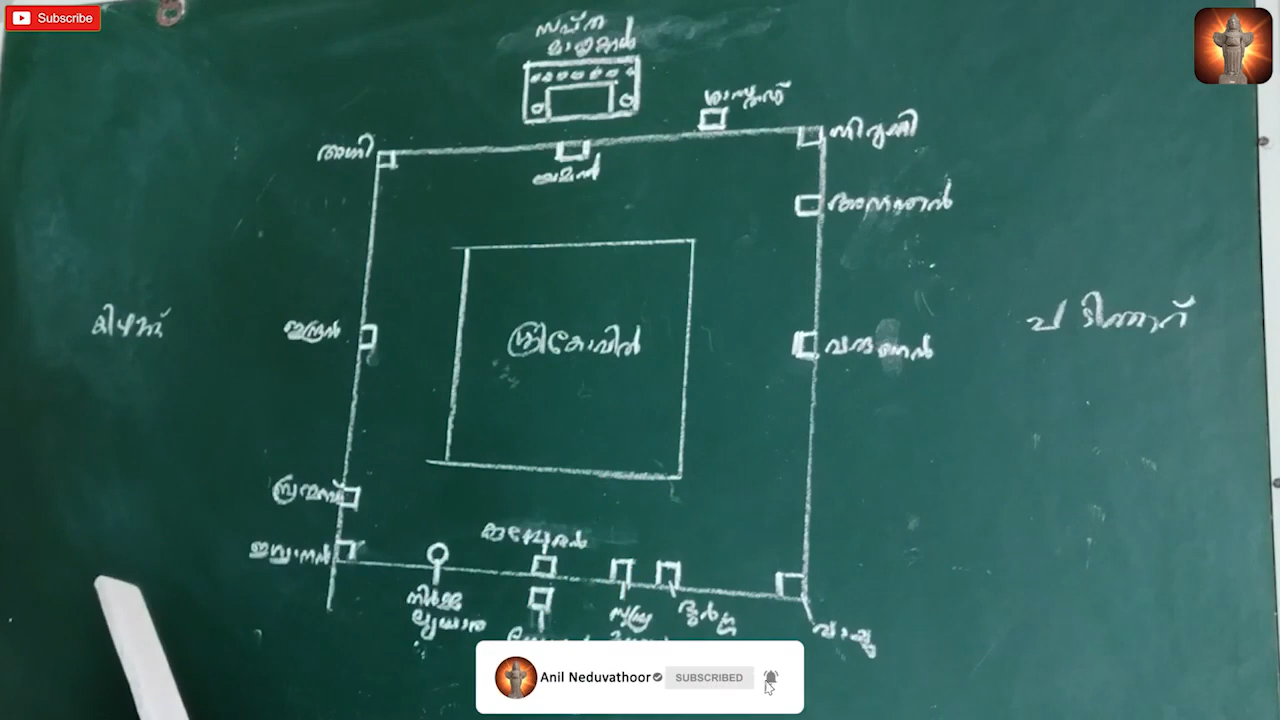 Subscribe
സപ്ത
മാതൃക്കൾ
ശാസ്താവ്
അഗ്നി
നിരൃതി
യമൻ
അനന്തൻ
കിഴക്ക്
ഇന്ദ്രൻ
ശ്രീകോവിൽ
വരുണൻ
പടിഞ്ഞാറ്
ബ്രഹ്മാവ്
ഈശാനൻ
കുബേരൻ
നിർമ്മാ
ല്യധാരി
ദുർഗ്ഗ
വായു
Anil Neduvathoor
SUBSCRIBED